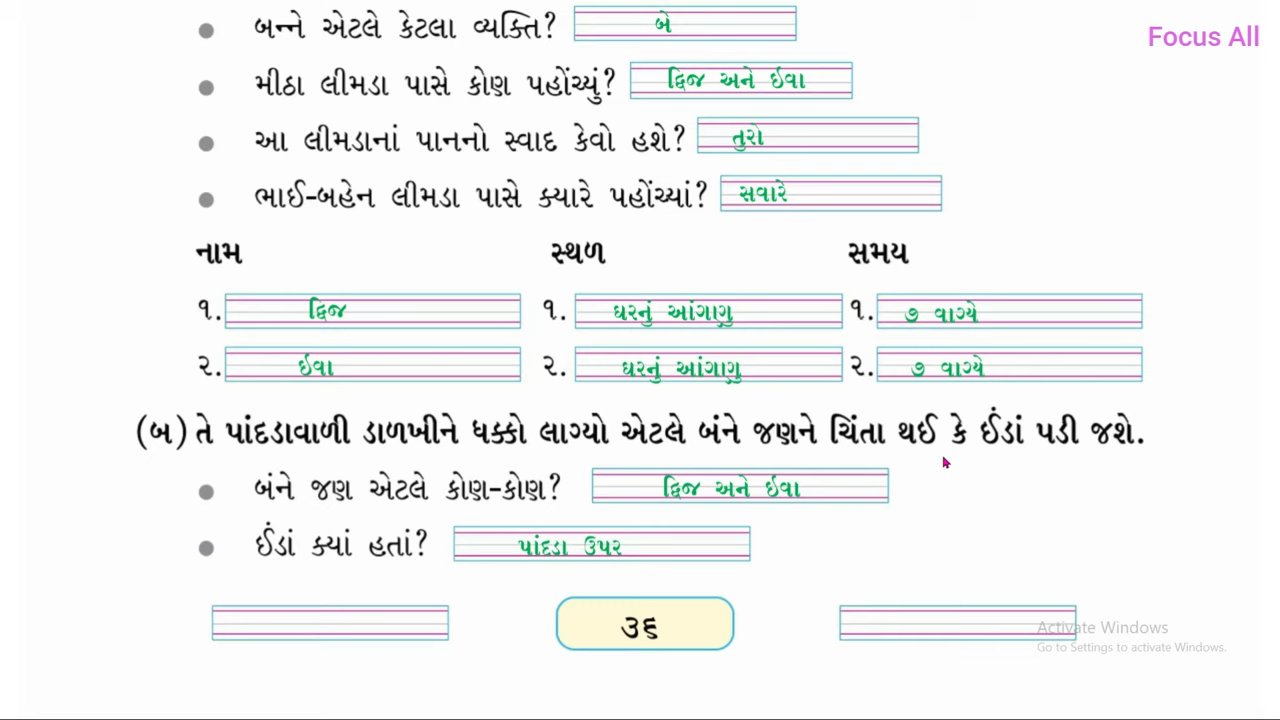 Focus All
બન્ને એટલે કેટલા વ્યક્તિ? બે
મીઠા લીમડા પાસે કોણ પહોંચ્યું? દ્વિજ અને ઈવા
આ લીમડાનાં પાનનો સ્વાદ કેવો હશે? તુરો
ભાઈ-બહેન લીમડા પાસે ક્યારે પહોંચ્યાં? સવારે
નામ સ્થળ સમય
૧. દ્વિજ ૧. ઘરનું આંગાણુ ૧. ૭ વાગ્યે
૨. ઈવા ૨. ઘરનું આંગાણુ ૨. ૭ વાગ્યે
(બ) તે પાંદડાવાળી ડાળખીને ધક્કો લાગ્યો એટલે બંને જણને ચિંતા થઈ કે ઈંડાં પડી જશે.
બંને જણ એટલે કોણ-કોણ? દ્વિજ અને ઈવા
ઈંડાં ક્યાં હતાં? પાંદડા ઉપર
૩૬
Activate Windows
Go to Settings to activate Windows.